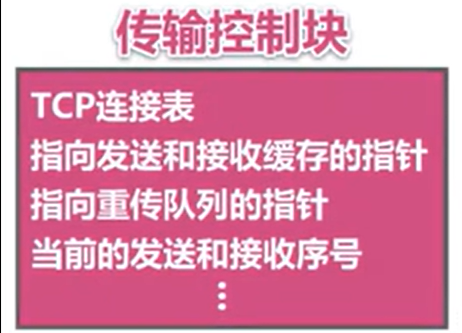 传输控制块
TCP连接表
指向发送和接收缓存的指针
指向重传队列的指针
当前的发送和接收序号
⋮